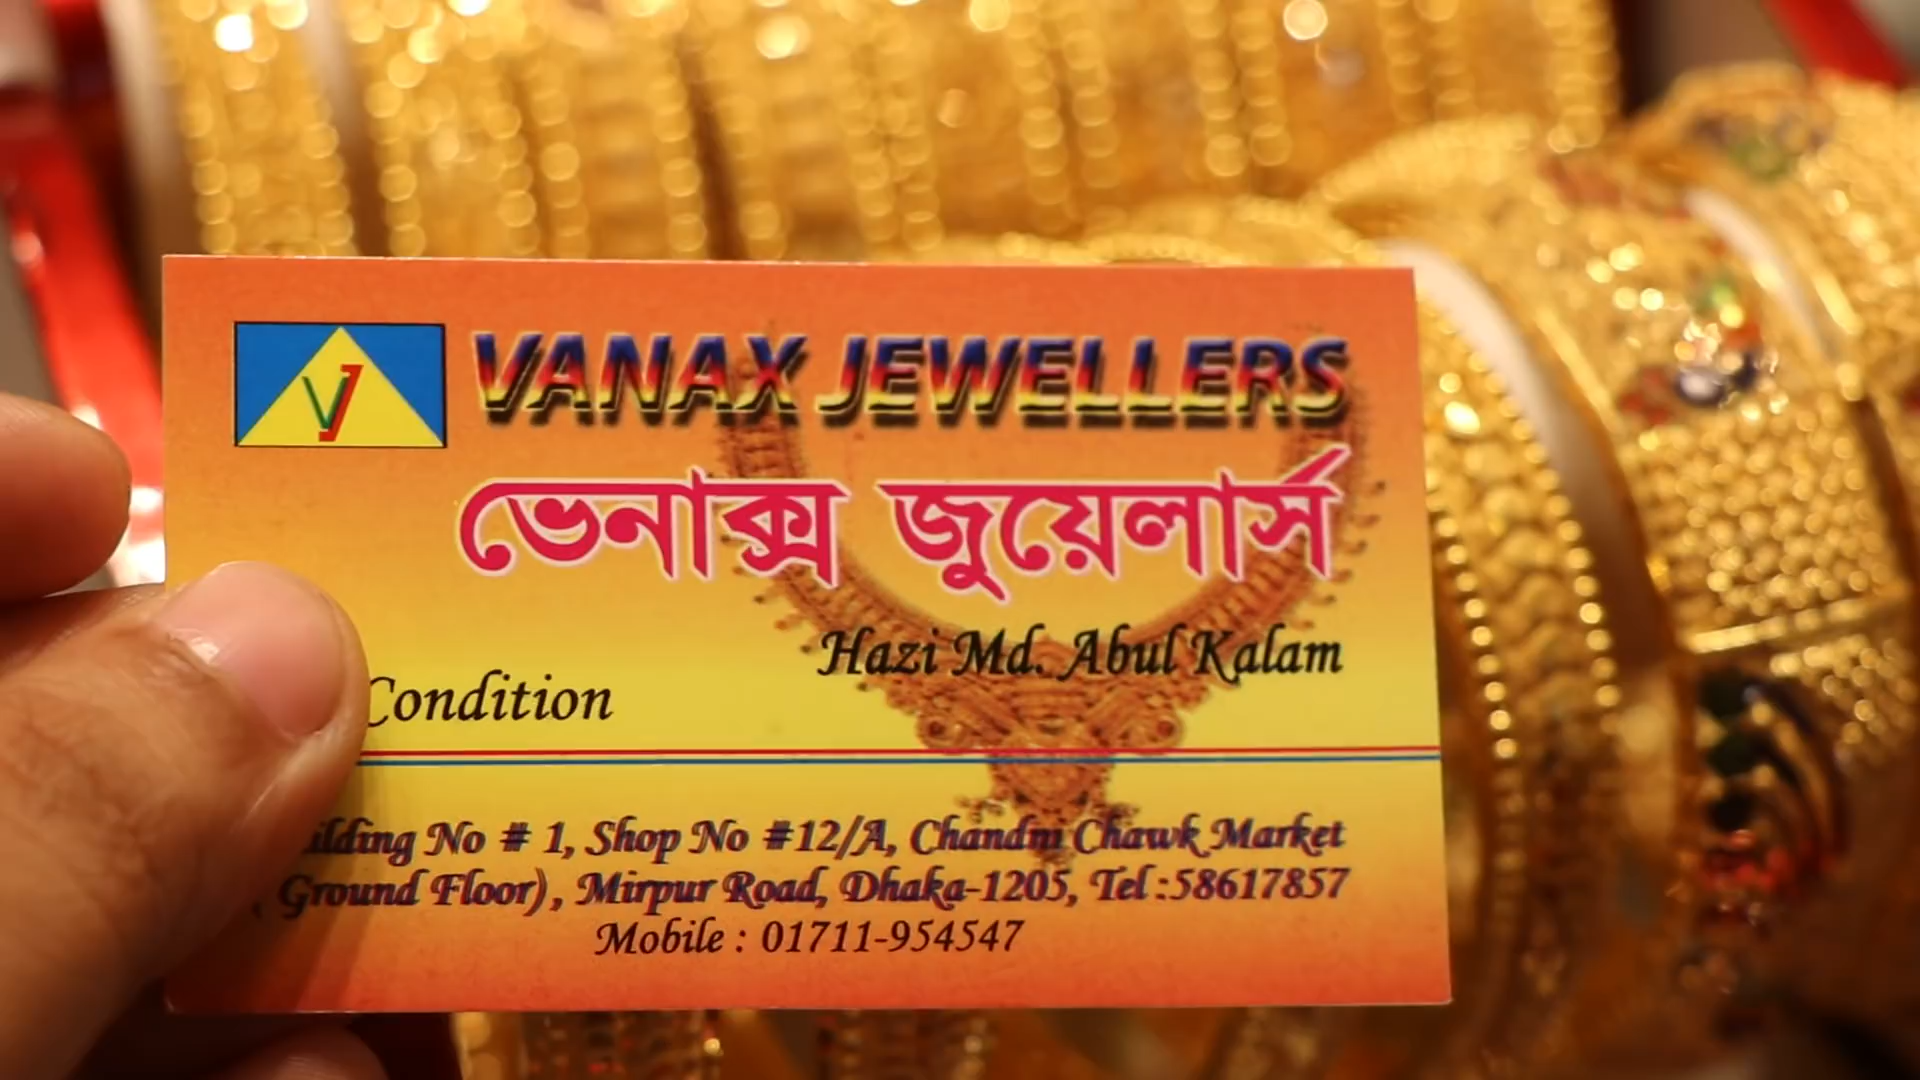 VJ
VANAX JEWELLERS
ভেনাক্স জুয়েলার্স
Hazi Md. Abul Kalam
Condition
ilding No # 1, Shop No #12/A, Chandni Chawk Market
( Ground Floor), Mirpur Road, Dhaka-1205, Tel :58617857
Mobile : 01711-954547